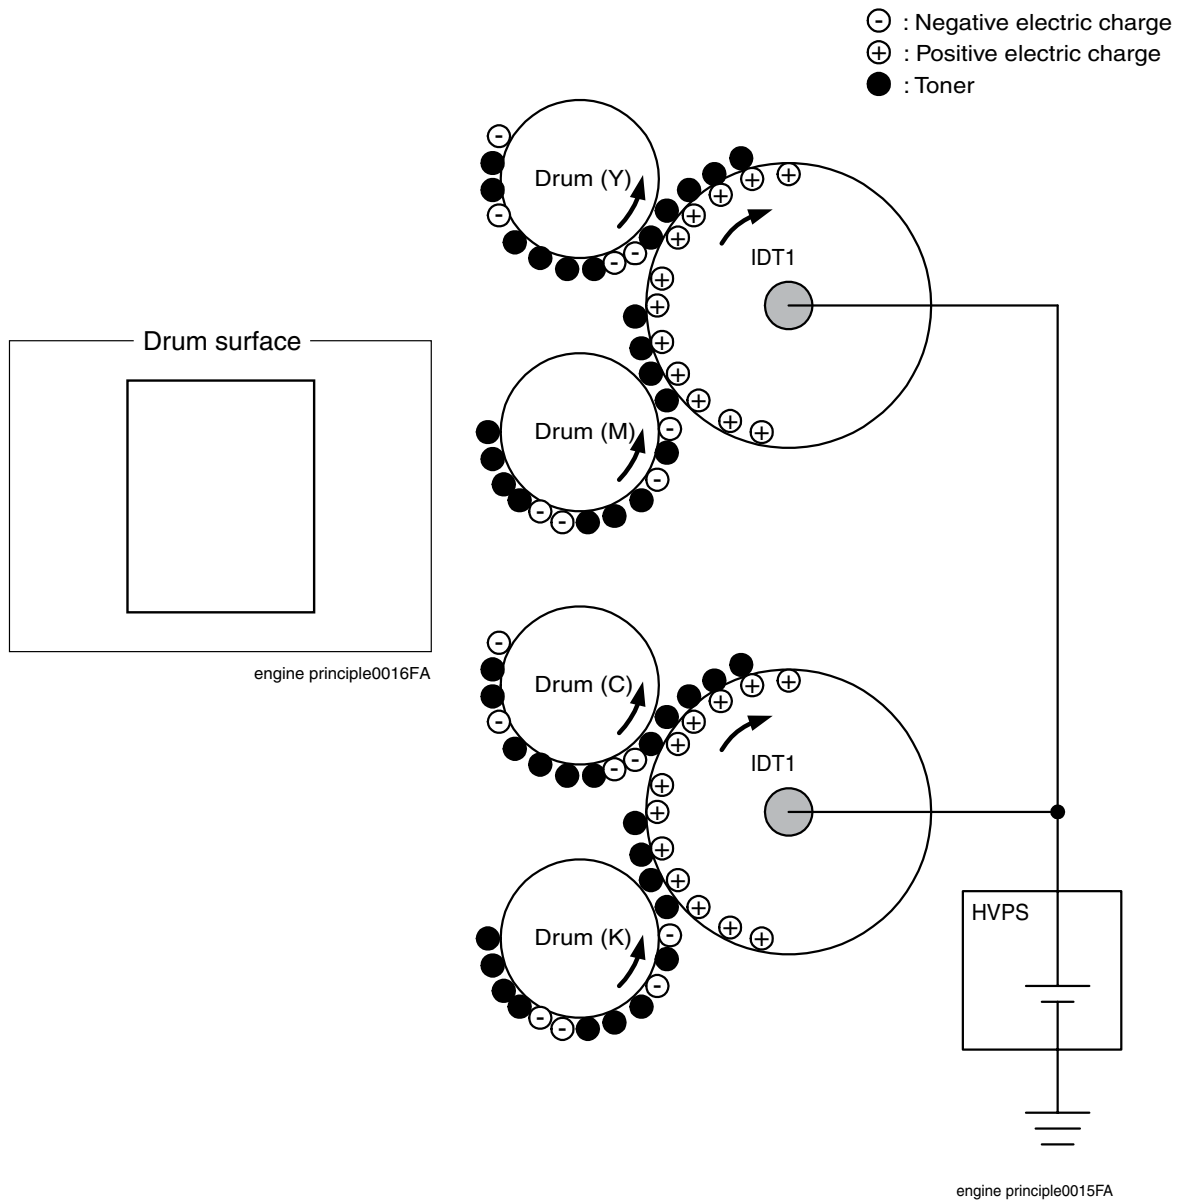 - : Negative electric charge
+ : Positive electric charge
: Toner
Drum (Y)
IDT1
Drum surface
Drum (M)
engine principle0016FA
Drum (C)
IDT1
HVPS
Drum (K)
engine principle0015FA